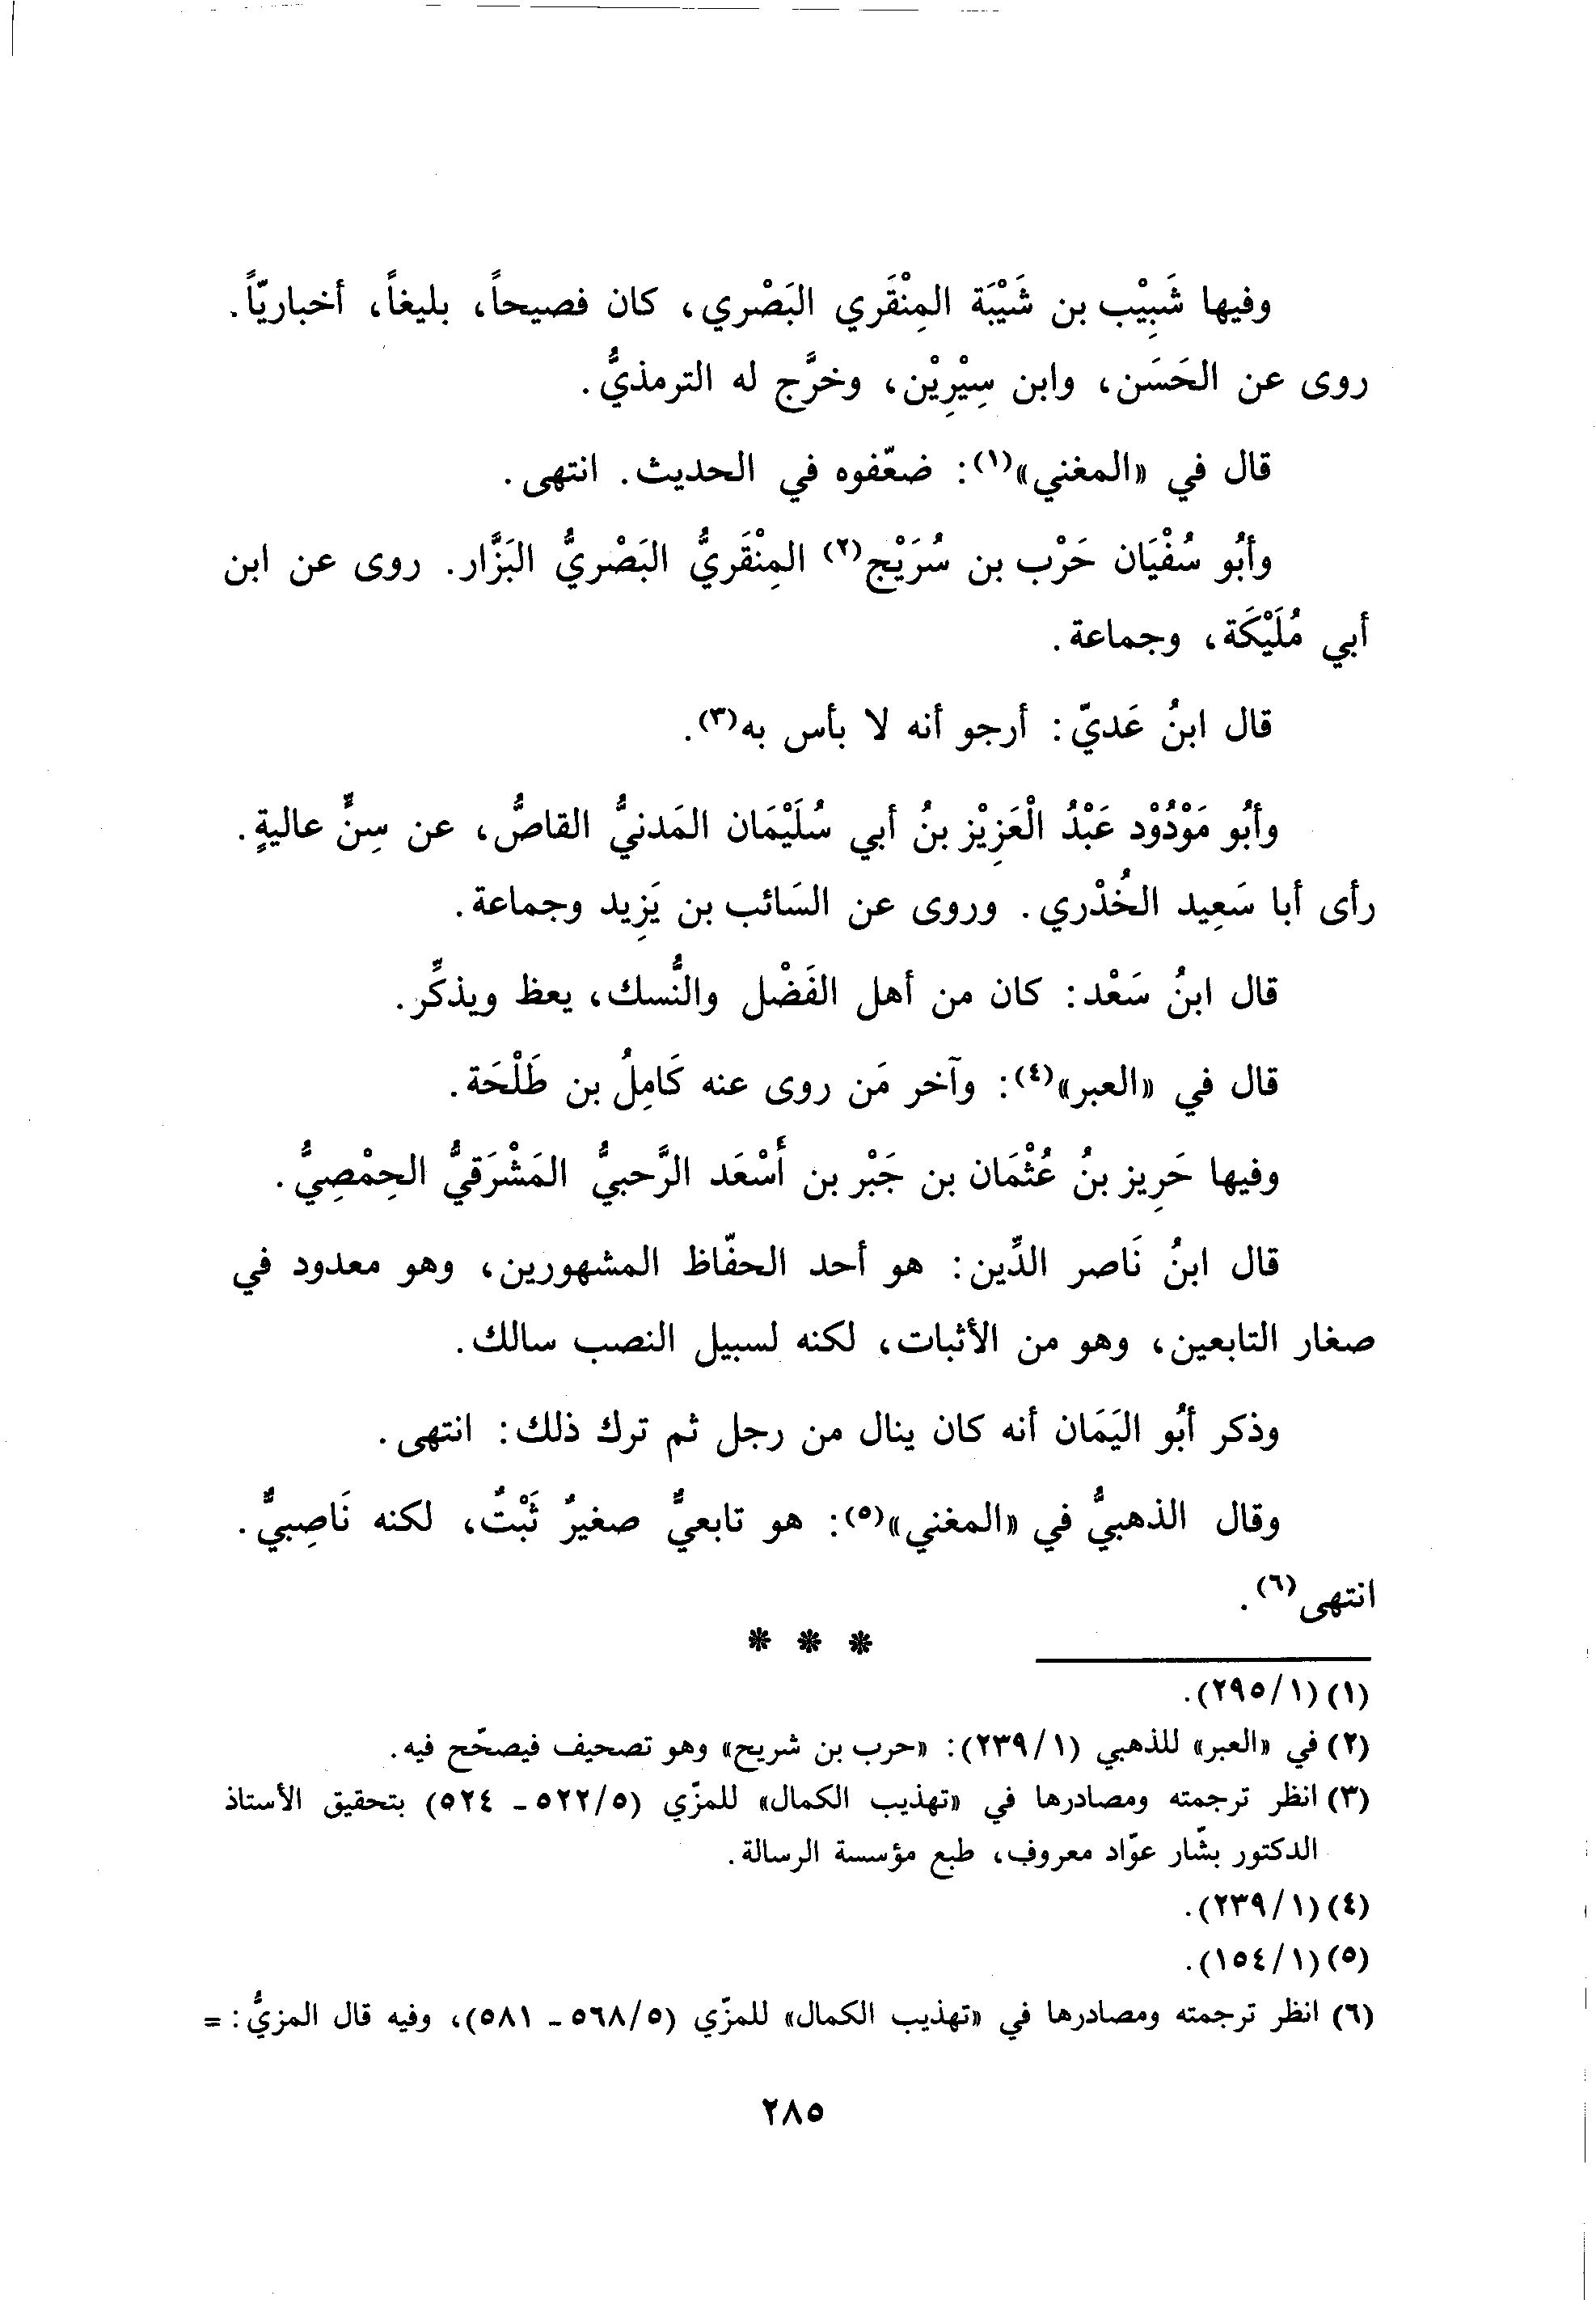 وفيها شَبِيْب بن شَيْبَة المِنْقَري البَصْري، كان فصيحاً، بليغاً، أخباريّاً.
روى عن الحَسَن، وابن سِيْرِيْن، وخرَّج له الترمذيُّ.
قال في «المغني»(١): ضعّفوه في الحديث. انتهى.
وأبُو سُفْيَان حَرْب بن سُرَيْج(٢) المِنْقَريُّ البَصْريُّ البَزَّار. روى عن ابن
أبي مُلَيْكَة، وجماعة.
قال ابنُ عَديّ: أرجو أنه لا بأس به(٣).
وأبُو مَوْدُوْد عَبْدُ الْعَزِيْز بنُ أبي سُلَيْمَان المَدنيُّ القاصُّ، عن سِنٍّ عاليةٍ.
رأى أبا سَعِيد الخُدْري. وروى عن السَائب بن يَزِيد وجماعة.
قال ابنُ سَعْد: كان من أهل الفَضْل والنُّسك، يعظ ويذكِّر.
قال في «العبر»(٤): وآخر مَن روى عنه كَامِلُ بن طَلْحَة.
وفيها حَرِيز بنُ عُثْمَان بن جَبْر بن أَسْعَد الرَّحبيُّ المَشْرَقيُّ الحِمْصِيُّ.
قال ابنُ نَاصر الدِّين: هو أحد الحفّاظ المشهورين، وهو معدود في
صغار التابعين، وهو من الأثبات، لكنه لسبيل النصب سالك.
وذكر أبُو اليَمَان أنه كان ينال من رجل ثم ترك ذلك: انتهى.
وقال الذهبيُّ في «المغني»(٥): هو تابعيٌّ صغيرٌ ثَبْتٌ، لكنه نَاصِبيٌّ.
انتهى(٦).
* * *
(١) (٢٩٥/١).
(٢) في «العبر» للذهبي (٢٣٩/١): «حرب بن شريح» وهو تصحيف فيصحّح فيه.
(٣) انظر ترجمته ومصادرها في «تهذيب الكمال» للمزّي (٥٢٢/٥ - ٥٢٤) بتحقيق الأستاذ
الدكتور بشّار عوّاد معروف، طبع مؤسسة الرسالة.
(٤) (٢٣٩/١).
(٥) (١٥٤/١).
(٦) انظر ترجمته ومصادرها في «تهذيب الكمال» للمزّي (٥٦٨/٥ - ٥٨١)، وفيه قال المزيُّ: =
٢٨٥